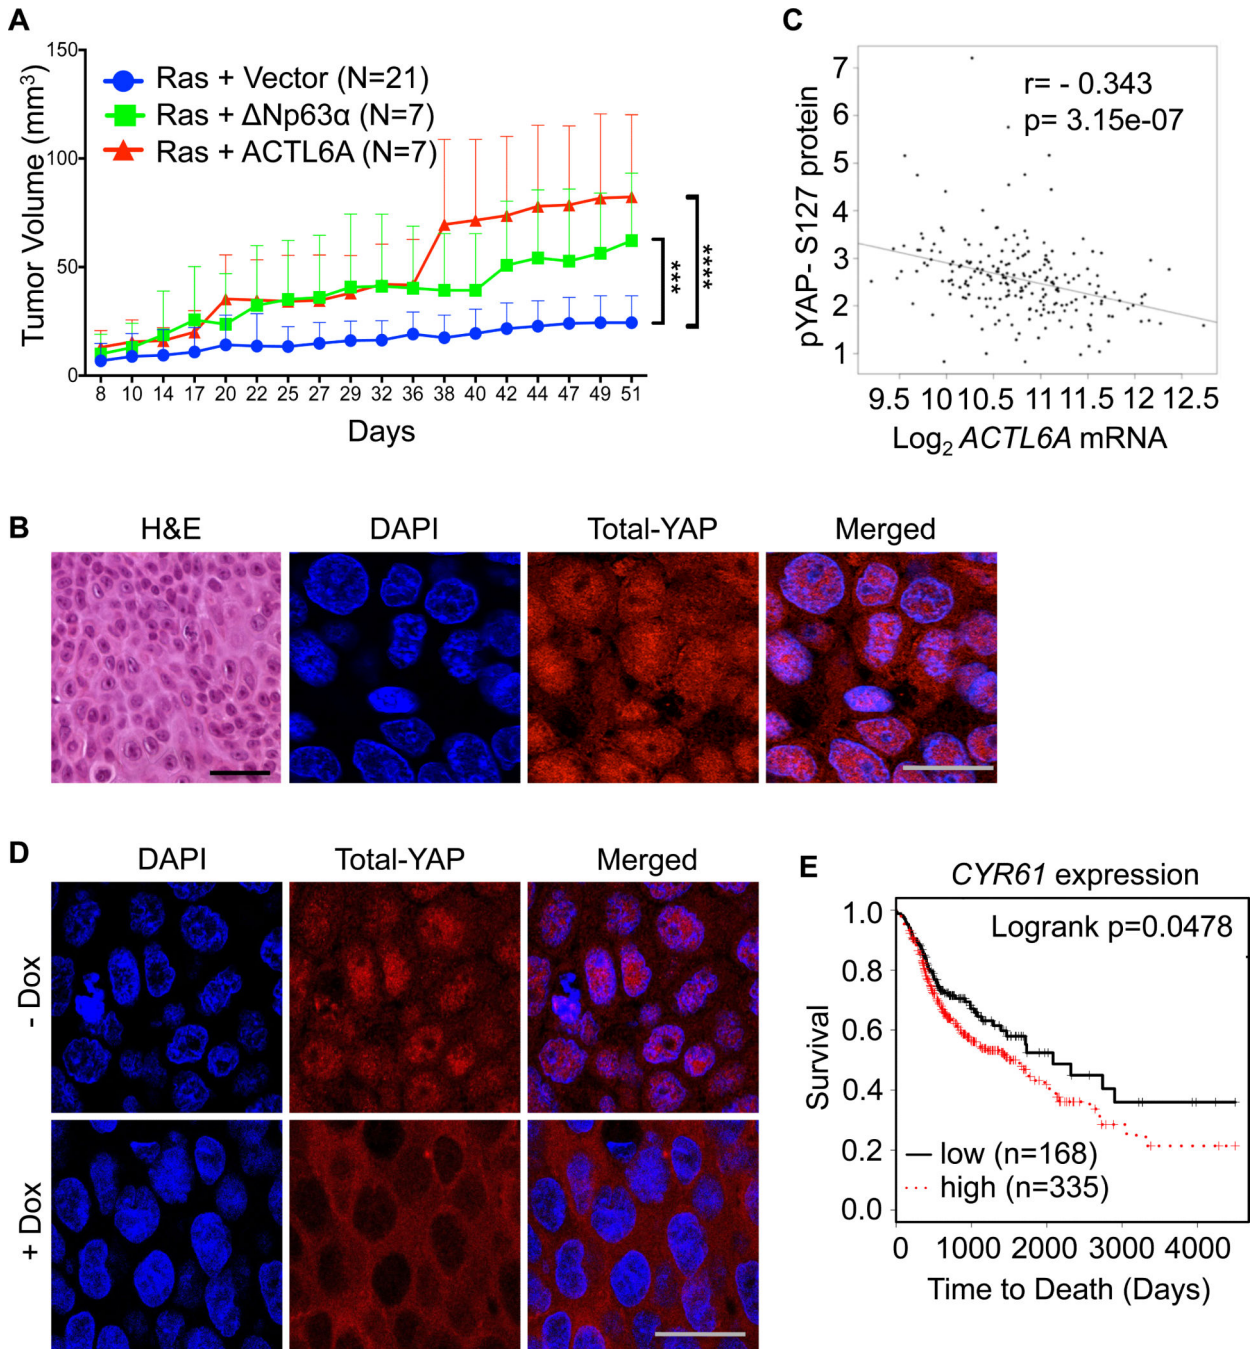 A
Tumor Volume (mm³)
150
100
50
0
Ras + Vector (N=21)
Ras + ΔNp63α (N=7)
Ras + ACTL6A (N=7)
***
****
8 10 14 17 20 22 25 27 29 32 36 38 40 42 44 47 49 51
Days
C
pYAP- S127 protein
7
6
5
4
3
2
1
r= - 0.343
p= 3.15e-07
9.5 10 10.5 11 11.5 12 12.5
Log₂ ACTL6A mRNA
B
H&E DAPI Total-YAP Merged
D
DAPI Total-YAP Merged
- Dox
+ Dox
E
CYR61 expression
Logrank p=0.0478
Survival
1.0
0.8
0.6
0.4
0.2
0.0
low (n=168)
high (n=335)
0 1000 2000 3000 4000
Time to Death (Days)